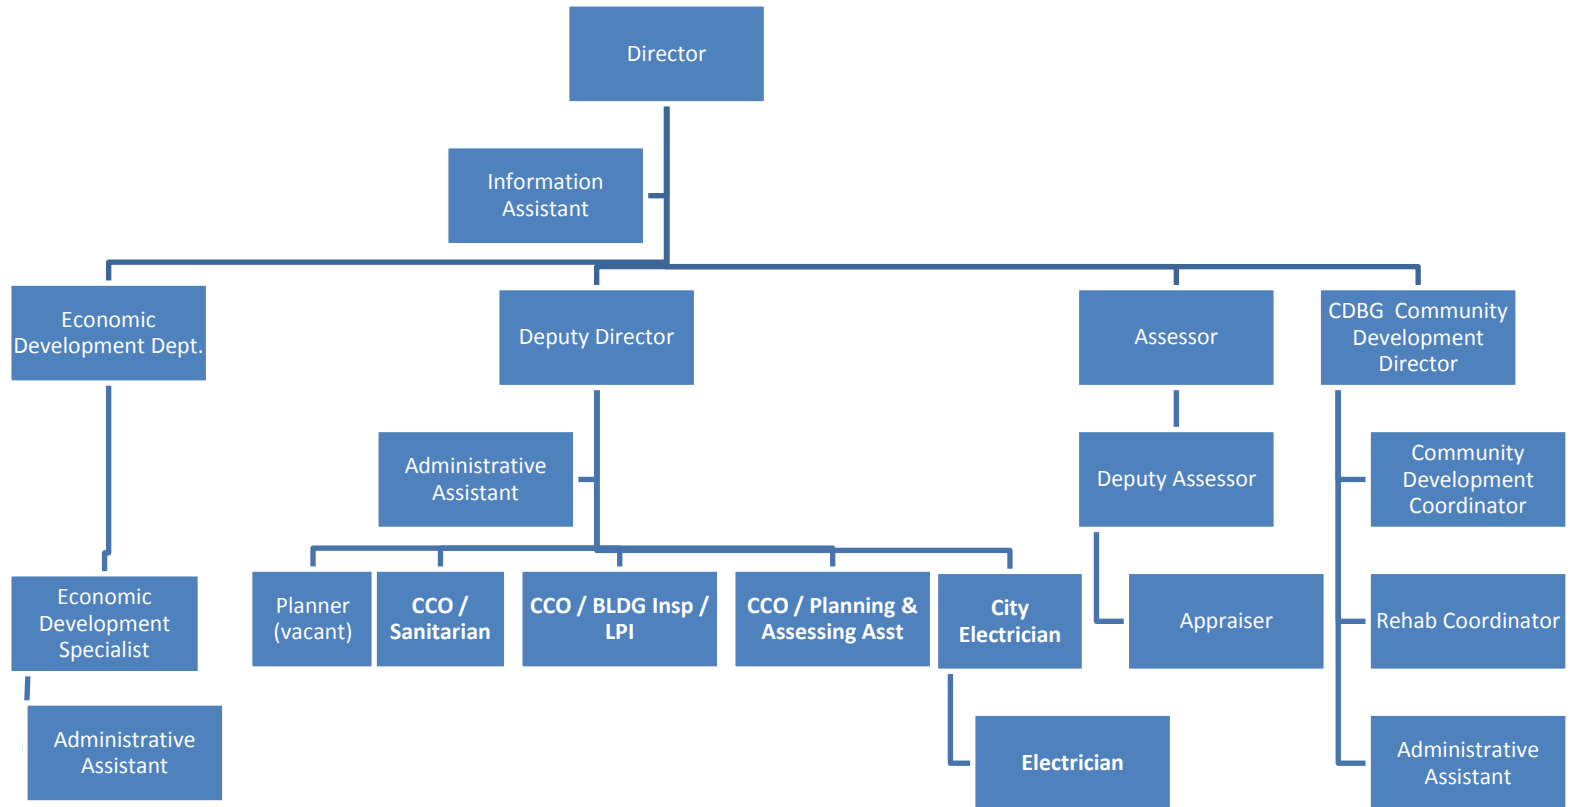 Director
Information
Assistant
Economic
Development Dept.
Deputy Director
Assessor
CDBG  Community
Development
Director
Administrative
Assistant
Deputy Assessor
Community
Development
Coordinator
Economic
Development
Specialist
Planner
(vacant)
CCO /
Sanitarian
CCO / BLDG Insp /
LPI
CCO / Planning &
Assessing Asst
City
Electrician
Appraiser
Rehab Coordinator
Administrative
Assistant
Electrician
Administrative
Assistant